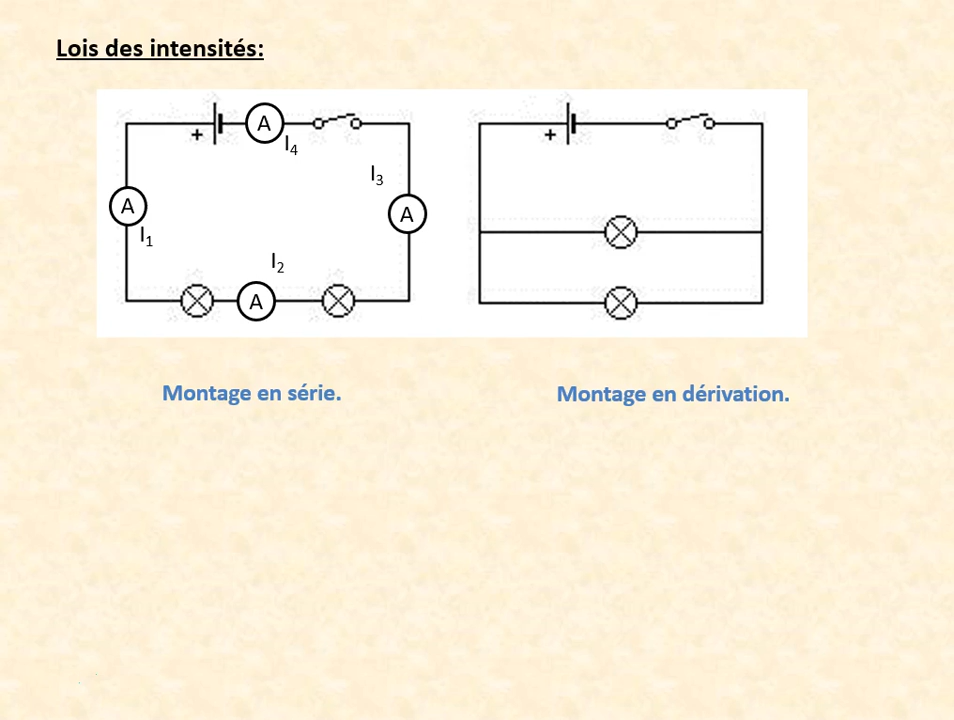 Lois des intensités:
+ A
I₄
I₃
A
I₁
A
I₂
A
+
Montage en série.
Montage en dérivation.